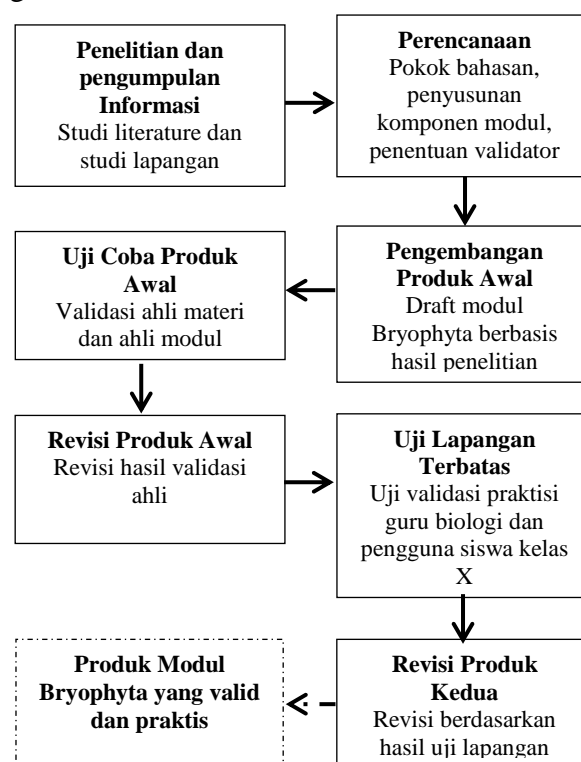 Penelitian dan
pengumpulan
Informasi
Studi literature dan
studi lapangan
Perencanaan
Pokok bahasan,
penyusunan
komponen modul,
penentuan validator
Pengembangan
Produk Awal
Draft modul
Bryophyta berbasis
hasil penelitian
Uji Coba Produk
Awal
Validasi ahli materi
dan ahli modul
Revisi Produk Awal
Revisi hasil validasi
ahli
Uji Lapangan
Terbatas
Uji validasi praktisi
guru biologi dan
pengguna siswa kelas
X
Revisi Produk
Kedua
Revisi berdasarkan
hasil uji lapangan
Produk Modul
Bryophyta yang valid
dan praktis